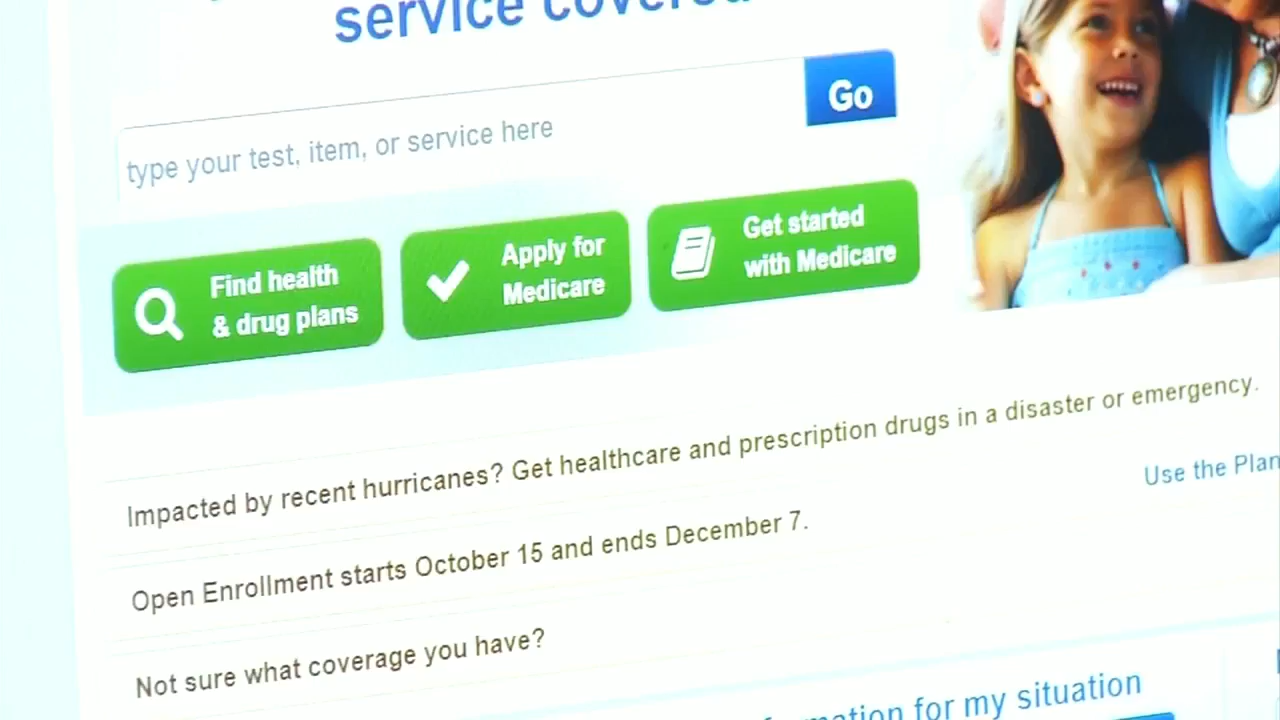 service covered
Go
type your test, item, or service here
Find health
& drug plans
Apply for
Medicare
Get started
with Medicare
Impacted by recent hurricanes? Get healthcare and prescription drugs in a disaster or emergency.
Use the Plan
Open Enrollment starts October 15 and ends December 7.
Not sure what coverage you have?
for my situation